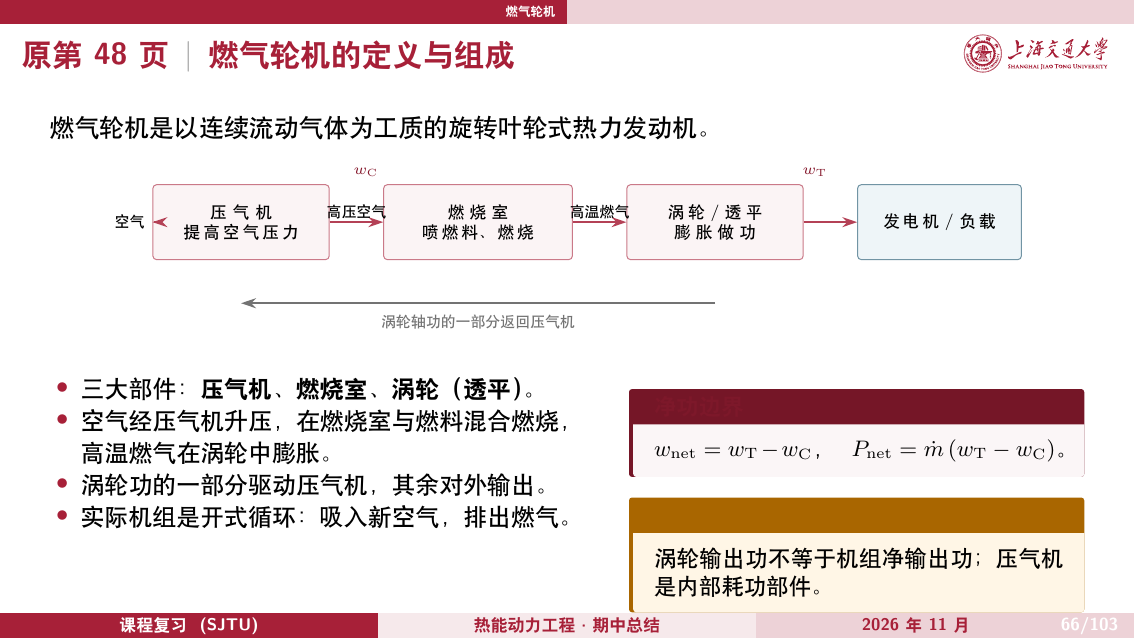 燃气轮机
原第 48 页 | 燃气轮机的定义与组成
上海交通大学
SHANGHAI JIAO TONG UNIVERSITY
燃气轮机是以连续流动气体为工质的旋转叶轮式热力发动机。
w_C
w_T
空气
压气机
提高空气压力
高压空气
燃烧室
喷燃料、燃烧
高温燃气
涡轮/透平
膨胀做功
发电机/负载
涡轮轴功的一部分返回压气机
• 三大部件：压气机、燃烧室、涡轮（透平）。
• 空气经压气机升压，在燃烧室与燃料混合燃烧，
高温燃气在涡轮中膨胀。
• 涡轮功的一部分驱动压气机，其余对外输出。
• 实际机组是开式循环：吸入新空气，排出燃气。
净功边界
w_net = w_T − w_C， P_net = ṁ (w_T − w_C)。
涡轮输出功不等于机组净输出功；压气机
是内部耗功部件。
课程复习 (SJTU)
热能动力工程 · 期中总结
2026 年 11 月
66/103